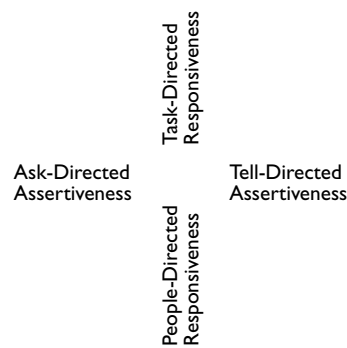 Task-Directed
Responsiveness
Ask-Directed
Assertiveness
Tell-Directed
Assertiveness
People-Directed
Responsiveness